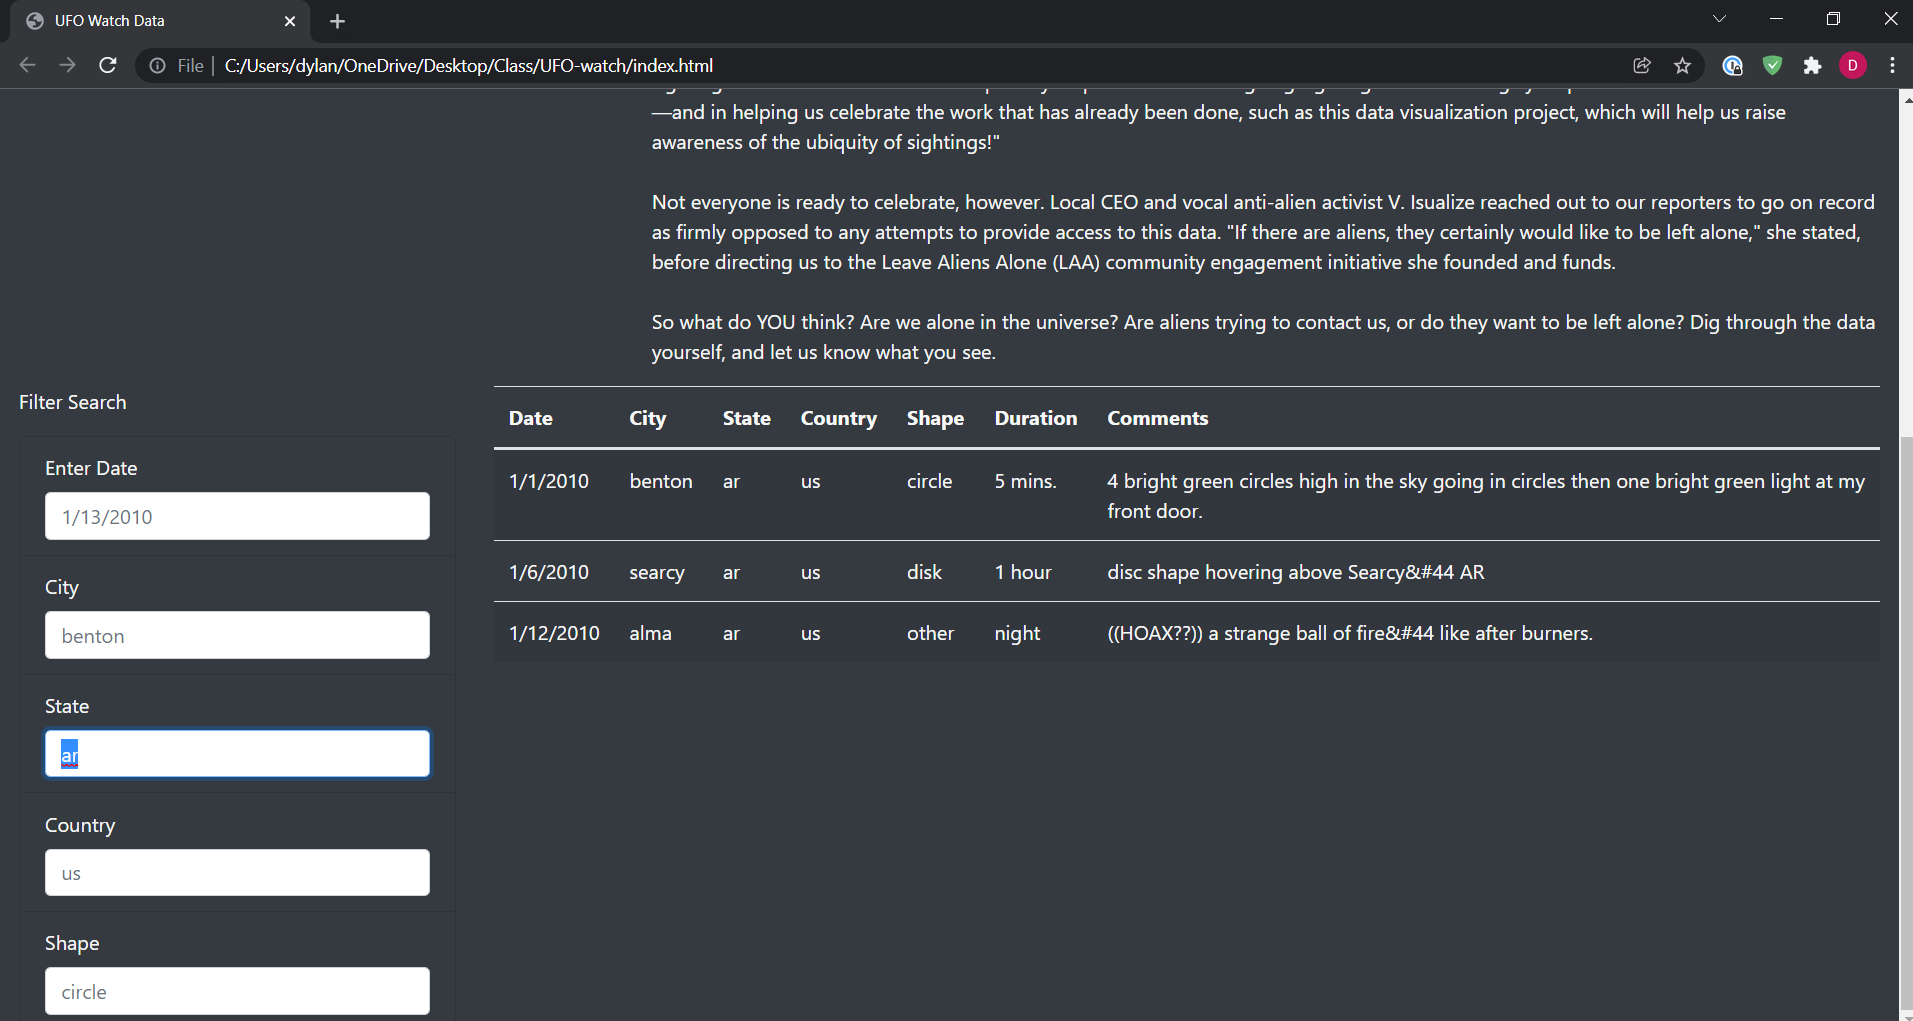 UFO Watch Data
File
C:/Users/dylan/OneDrive/Desktop/Class/UFO-watch/index.html
D
—and in helping us celebrate the work that has already been done, such as this data visualization project, which will help us raise
awareness of the ubiquity of sightings!"
Not everyone is ready to celebrate, however. Local CEO and vocal anti-alien activist V. Isualize reached out to our reporters to go on record
as firmly opposed to any attempts to provide access to this data. "If there are aliens, they certainly would like to be left alone," she stated,
before directing us to the Leave Aliens Alone (LAA) community engagement initiative she founded and funds.
So what do YOU think? Are we alone in the universe? Are aliens trying to contact us, or do they want to be left alone? Dig through the data
yourself, and let us know what you see.
Filter Search
Enter Date
1/13/2010
City
benton
State
ar
Country
us
Shape
circle
Date City State Country Shape Duration Comments
1/1/2010 benton ar us circle 5 mins. 4 bright green circles high in the sky going in circles then one bright green light at my
front door.
1/6/2010 searcy ar us disk 1 hour disc shape hovering above Searcy&#44 AR
1/12/2010 alma ar us other night ((HOAX??)) a strange ball of fire&#44 like after burners.